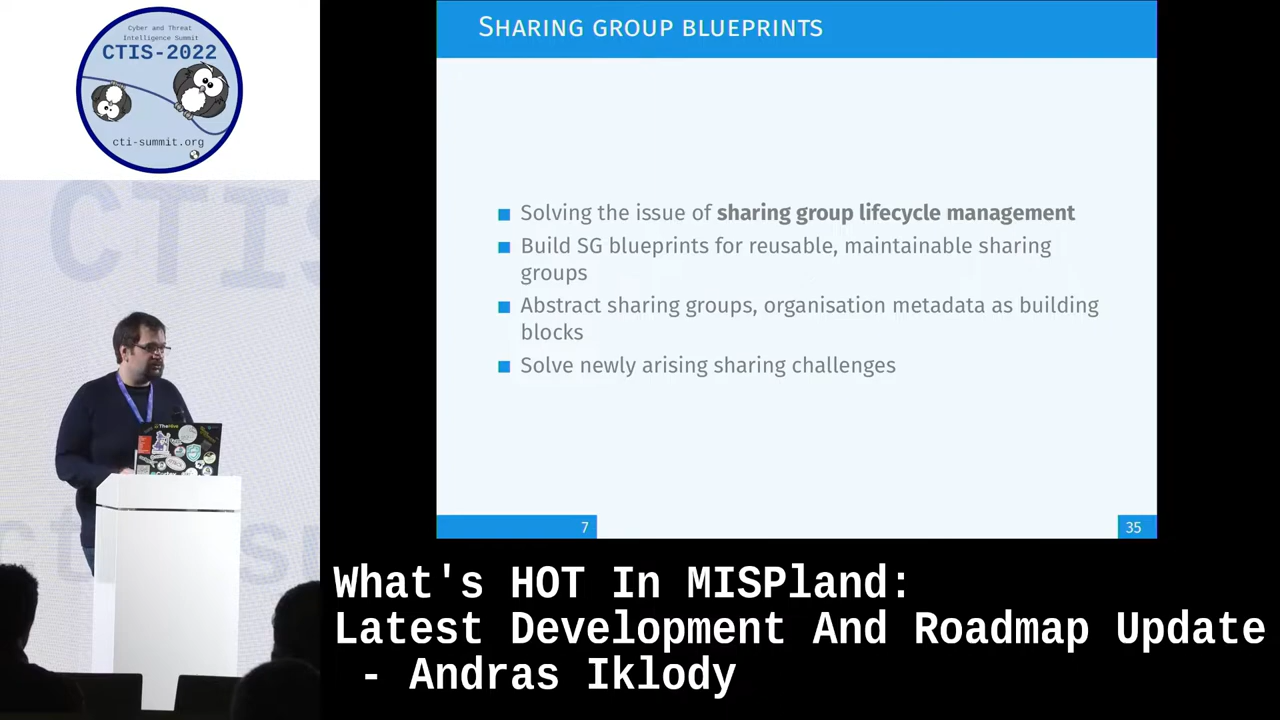 Cyber and Threat
Intelligence Summit
CTIS-2022
cti-summit.org
SHARING GROUP BLUEPRINTS
Solving the issue of sharing group lifecycle management
Build SG blueprints for reusable, maintainable sharing
groups
Abstract sharing groups, organisation metadata as building
blocks
Solve newly arising sharing challenges
7
35
CTIS
TheHive
What's HOT In MISPland:
Latest Development And Roadmap Update
- Andras Iklody